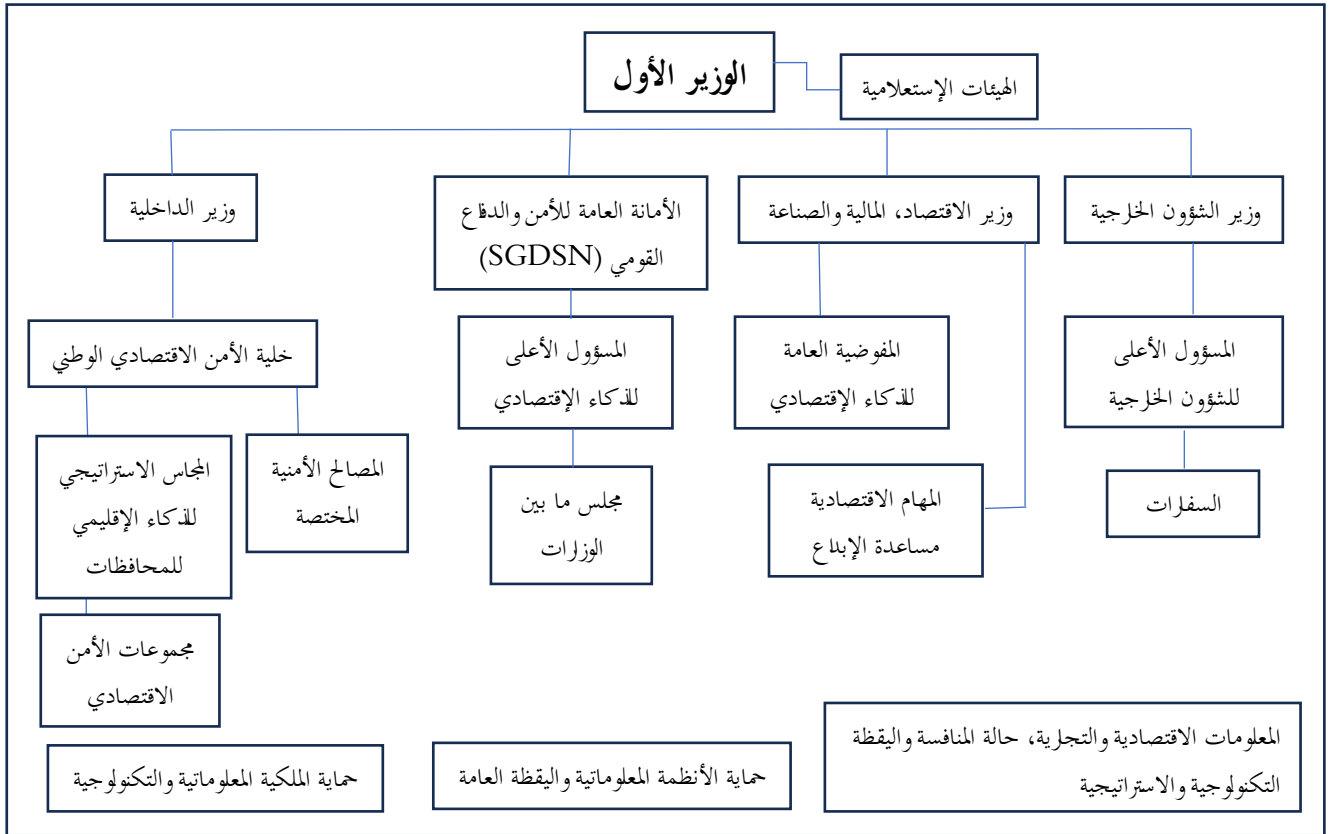 الوزير الأول
الهيئات الإستعلامية
وزير الشؤون الخارجية
وزير الاقتصاد، المالية والصناعة
الأمانة العامة للأمن والدفاع
القومي (SGDSN)
وزير الداخلية
المسؤول الأعلى
للشؤون الخارجية
المفوضية العامة
للذكاء الإقتصادي
المسؤول الأعلى
للذكاء الإقتصادي
خلية الأمن الاقتصادي الوطني
السفارات
المهام الاقتصادية
مساعدة الإبداع
مجلس ما بين
الوزارات
المصالح الأمنية
المختصة
المجاس الاستراتيجي
للذكاء الإقليمي
للمحافظات
مجموعات الأمن
الاقتصادي
المعلومات الاقتصادية والتجارية، حالة المنافسة واليقظة
التكنولوجية والاستراتيجية
حماية الأنظمة المعلوماتية واليقظة العامة
حماية الملكية المعلوماتية والتكنولوجية